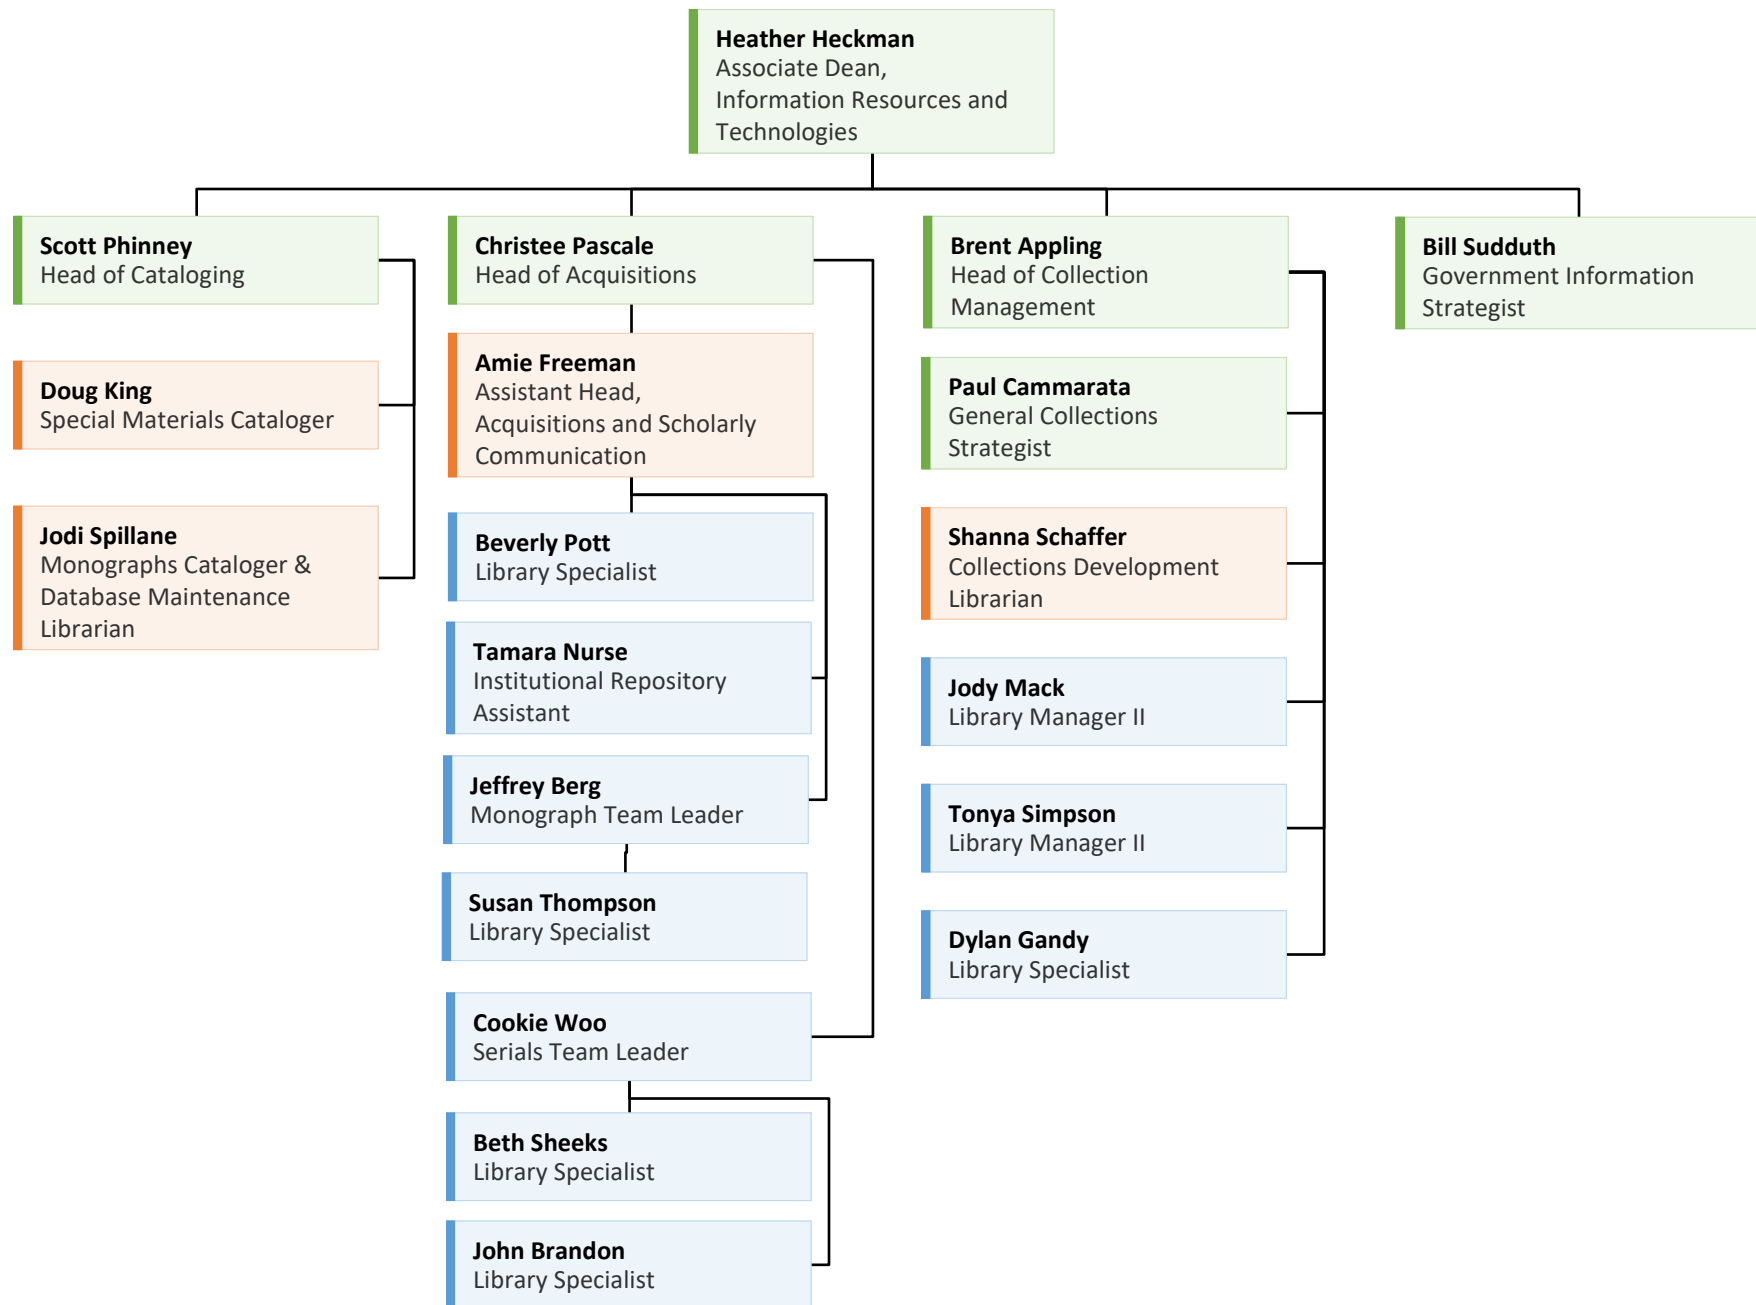 Heather Heckman
Associate Dean,
Information Resources and
Technologies
Scott Phinney
Head of Cataloging
Doug King
Special Materials Cataloger
Jodi Spillane
Monographs Cataloger &
Database Maintenance
Librarian
Christee Pascale
Head of Acquisitions
Amie Freeman
Assistant Head,
Acquisitions and Scholarly
Communication
Beverly Pott
Library Specialist
Tamara Nurse
Institutional Repository
Assistant
Jeffrey Berg
Monograph Team Leader
Susan Thompson
Library Specialist
Cookie Woo
Serials Team Leader
Beth Sheeks
Library Specialist
John Brandon
Library Specialist
Brent Appling
Head of Collection
Management
Paul Cammarata
General Collections
Strategist
Shanna Schaffer
Collections Development
Librarian
Jody Mack
Library Manager II
Tonya Simpson
Library Manager II
Dylan Gandy
Library Specialist
Bill Sudduth
Government Information
Strategist